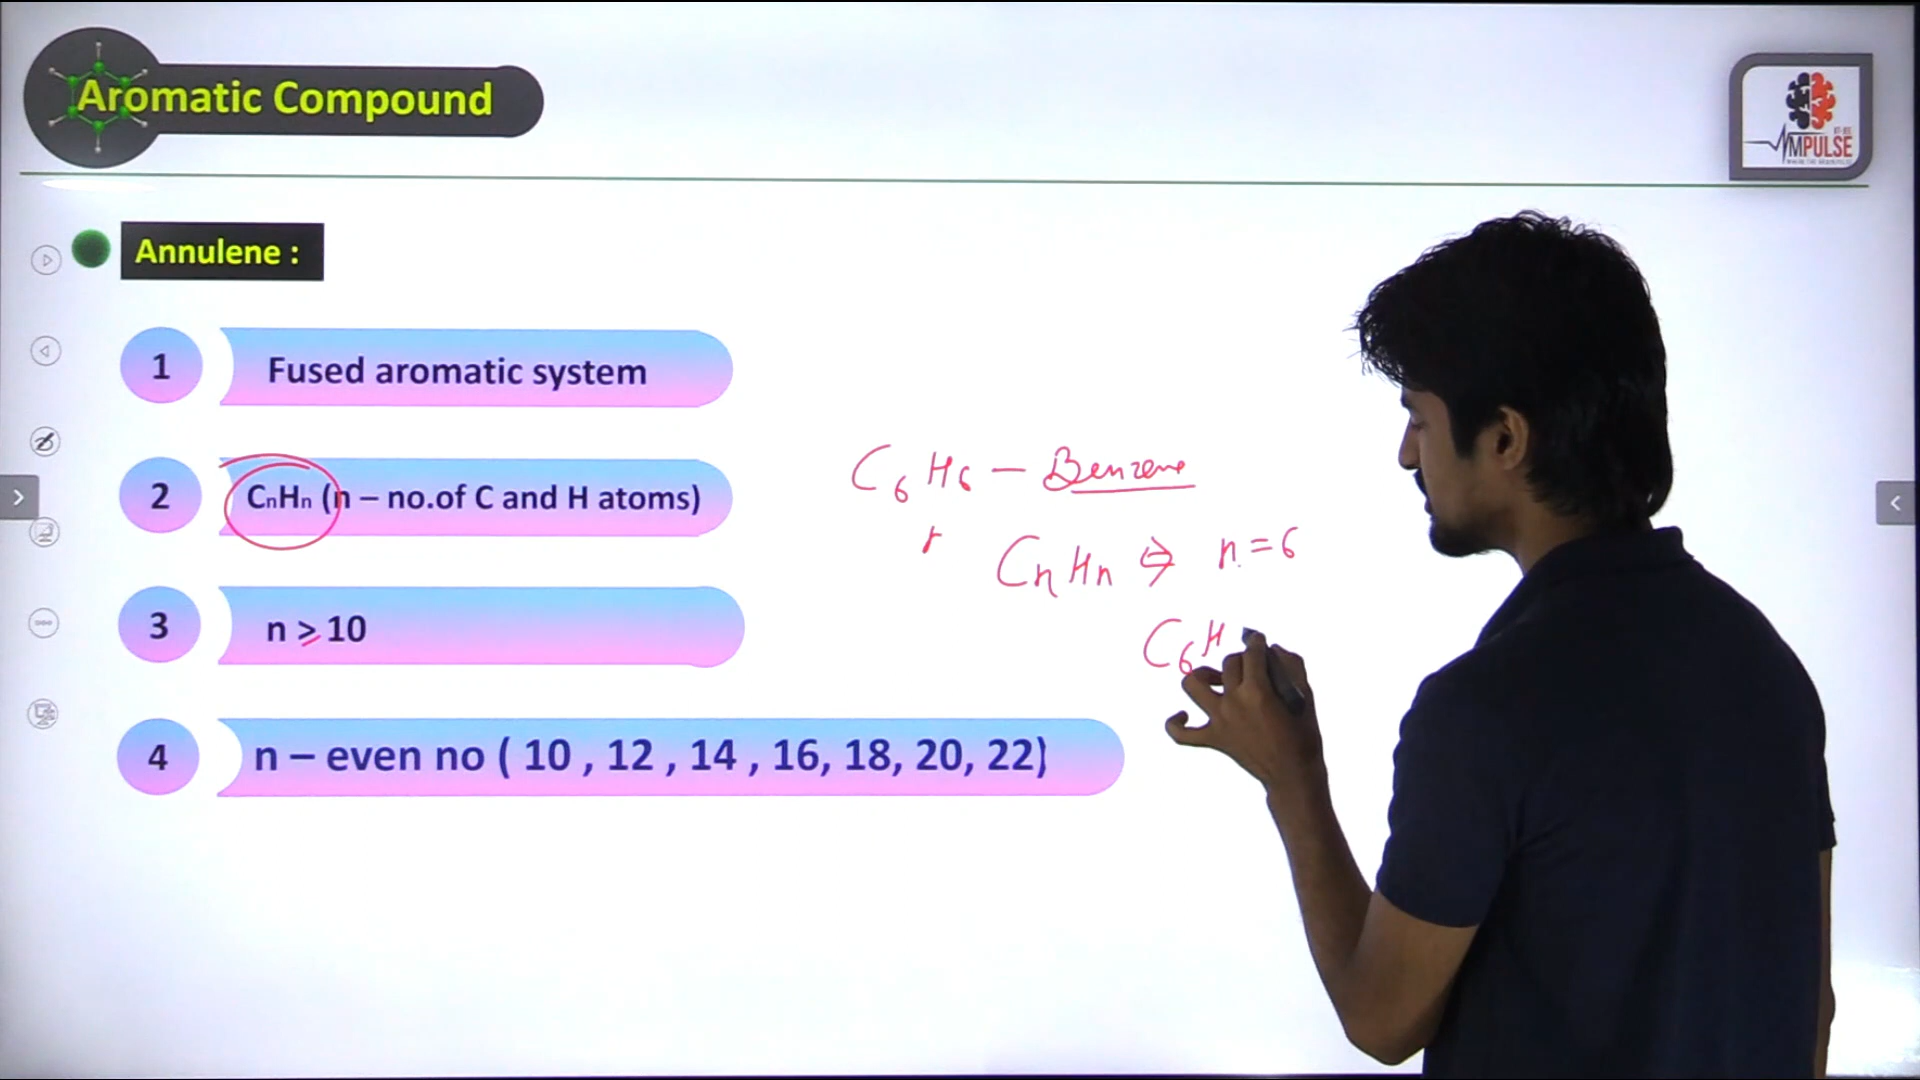 Aromatic Compound
MPULSE
Annulene :
1 Fused aromatic system
2 CnHn (n – no.of C and H atoms)
C6H6 — Benzene
CnHn ⇒ n=6
C6H
3 n ≥ 10
4 n – even no ( 10 , 12 , 14 , 16, 18, 20, 22)